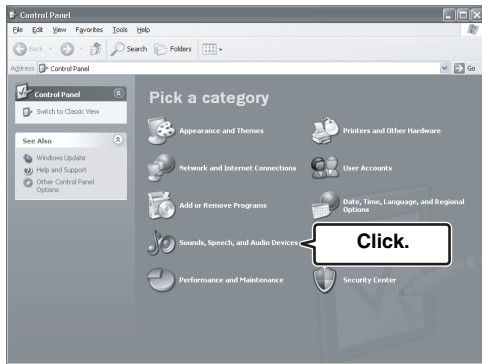 Control Panel
File Edit View Favorites Tools Help
Back Search Folders
Address Control Panel Go
Control Panel
Switch to Classic View
See Also
Windows Update
Help and Support
Other Control Panel
Options
Pick a category
Appearance and Themes
Printers and Other Hardware
Network and Internet Connections
User Accounts
Add or Remove Programs
Date, Time, Language, and Regional
Options
Sounds, Speech, and Audio Devices
Click.
Performance and Maintenance
Security Center